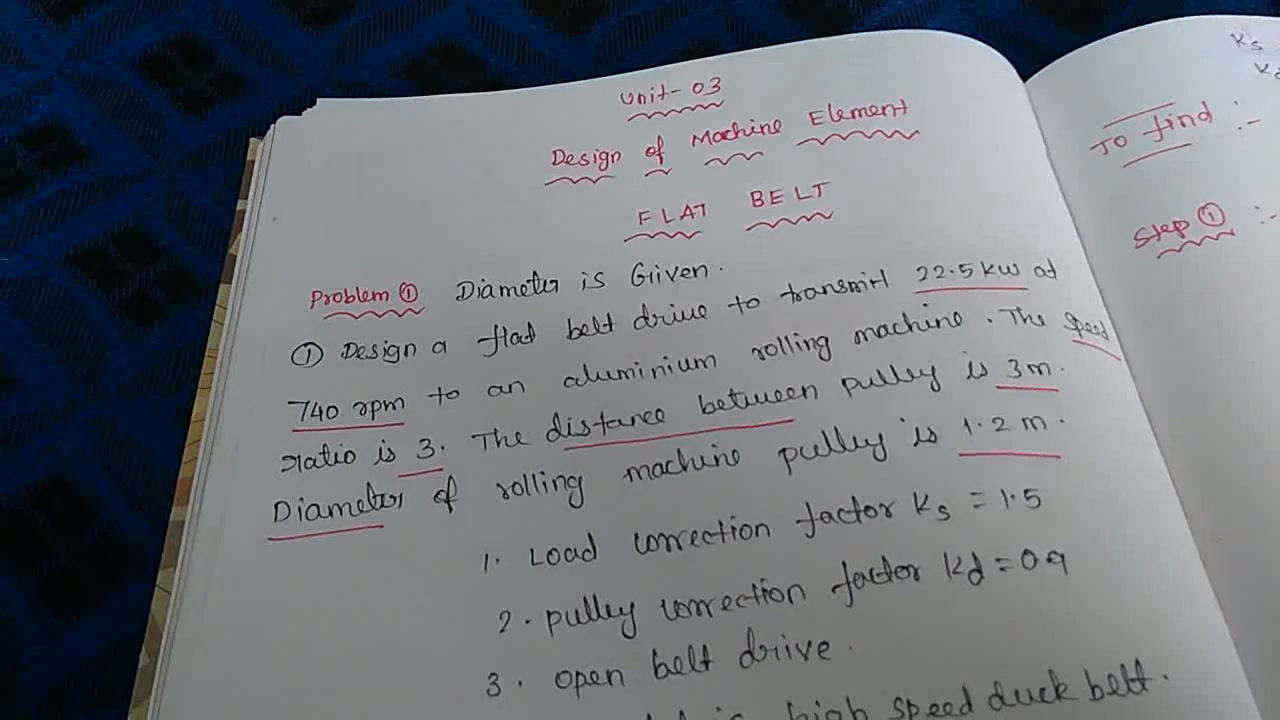 Unit- 03
Design of Machine Element
FLAT BELT
Problem ① Diameter is Given.
① Design a flat belt drive to transmit 22.5 kw at
740 rpm to an aluminium rolling machine. The speed
ratio is 3. The distance between pulley is 3m.
Diameter of rolling machine pulley is 1.2 m.
1. Load correction factor Ks = 1.5
2. pulley correction factor Kd = 0.9
3. open belt drive.
high speed duck belt.
Ks
To find :-
Step ① :-